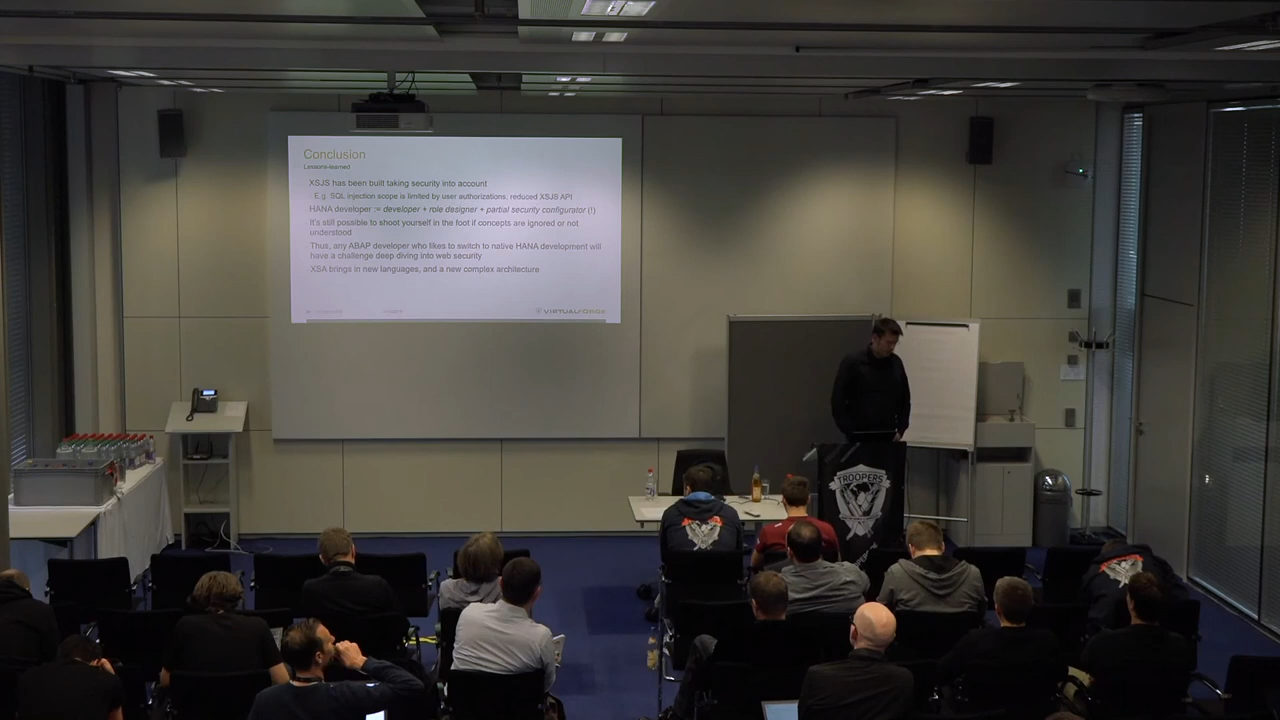 Conclusion
Lessons-learned
XSJS has been built taking security into account
E.g. SQL injection scope is limited by user authorizations, reduced XSJS API
HANA developer := developer + role designer + partial security configurator (!)
It's still possible to shoot yourself in the foot if concepts are ignored or not
understood
Thus, any ABAP developer who likes to switch to native HANA development will
have a challenge deep diving into web security
XSA brings in new languages, and a new complex architecture
VIRTUALFORGE
TROOPERS